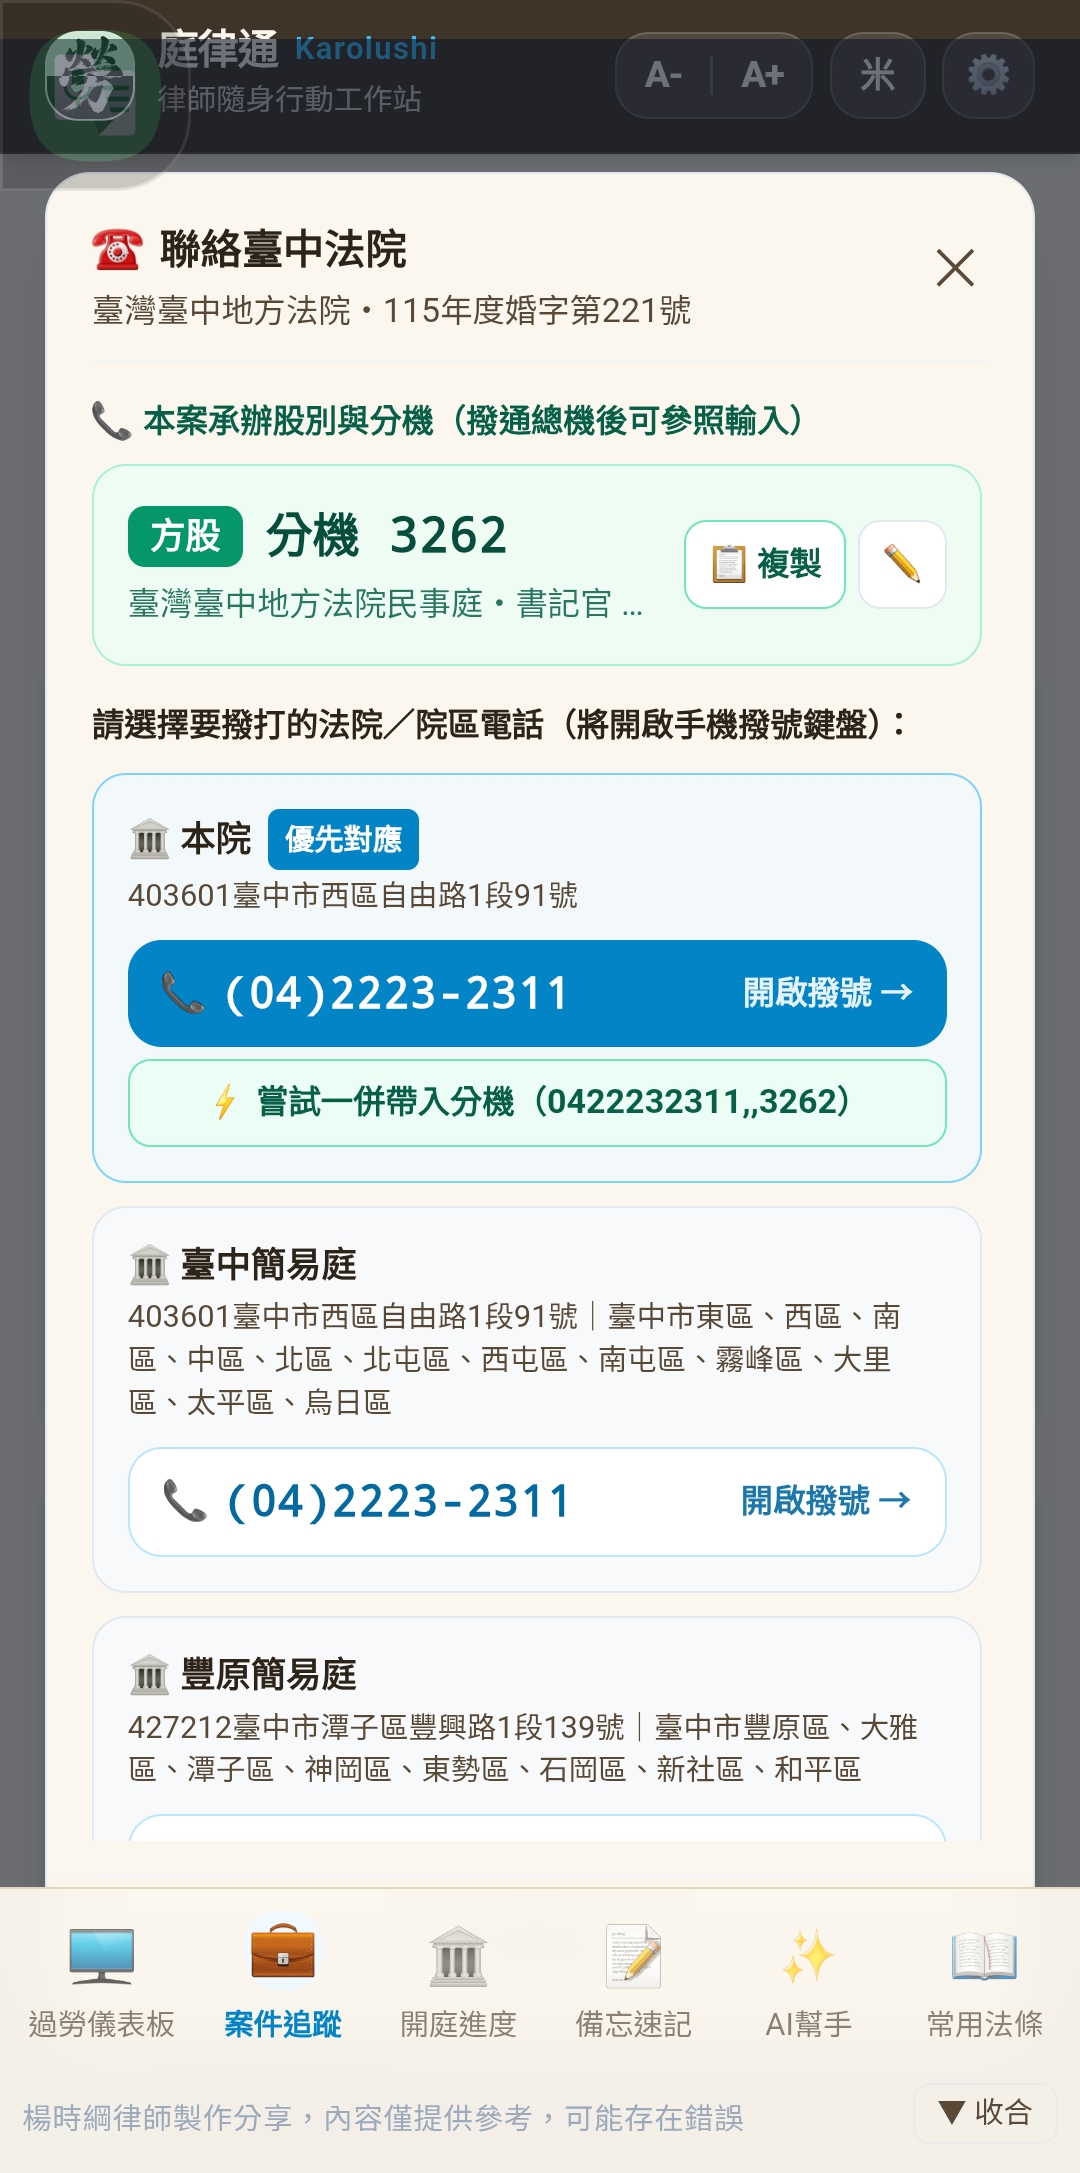 勞
庭律通 Karolushi
律師隨身行動工作站
A- A+ 米
聯絡臺中法院
臺灣臺中地方法院・115年度婚字第221號
本案承辦股別與分機（撥通總機後可參照輸入）
方股 分機 3262
臺灣臺中地方法院民事庭・書記官 ...
複製
請選擇要撥打的法院／院區電話（將開啟手機撥號鍵盤）：
本院 優先對應
403601臺中市西區自由路1段91號
(04)2223-2311 開啟撥號 →
嘗試一併帶入分機（0422232311,,3262）
臺中簡易庭
403601臺中市西區自由路1段91號｜臺中市東區、西區、南
區、中區、北區、北屯區、西屯區、南屯區、霧峰區、大里
區、太平區、烏日區
(04)2223-2311 開啟撥號 →
豐原簡易庭
427212臺中市潭子區豐興路1段139號｜臺中市豐原區、大雅
區、潭子區、神岡區、東勢區、石岡區、新社區、和平區
過勞儀表板 案件追蹤 開庭進度 備忘速記 AI幫手 常用法條
楊時綱律師製作分享，內容僅提供參考，可能存在錯誤
▼ 收合